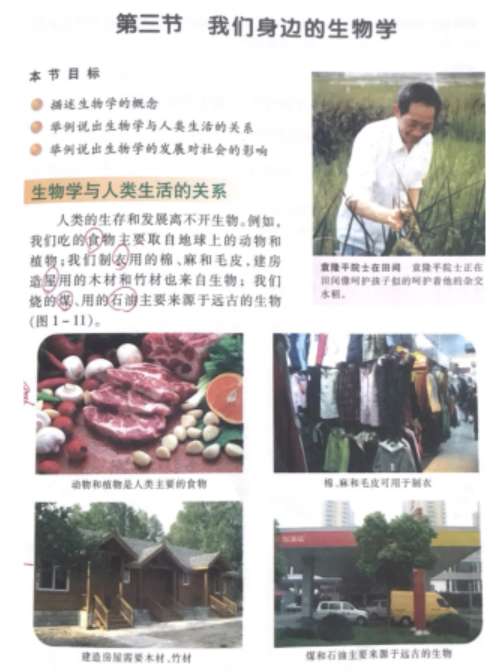 第三节 我们身边的生物学
本节目标
描述生物学的概念
举例说出生物学与人类生活的关系
举例说出生物学的发展对社会的影响
生物学与人类生活的关系
人类的生存和发展离不开生物。例如,
我们吃的食物主要取自地球上的动物和
植物;我们制衣用的棉、麻和毛皮,建房
造屋用的木材和竹材也来自生物;我们
烧的煤、用的石油主要来源于远古的生物
(图1-11)。
袁隆平院士在田间 袁隆平院士正在
田间像呵护孩子似的呵护着他的杂交
水稻。
动物和植物是人类主要的食物
棉、麻和毛皮可用于制衣
建造房屋需要木材、竹材
煤和石油主要来源于远古的生物